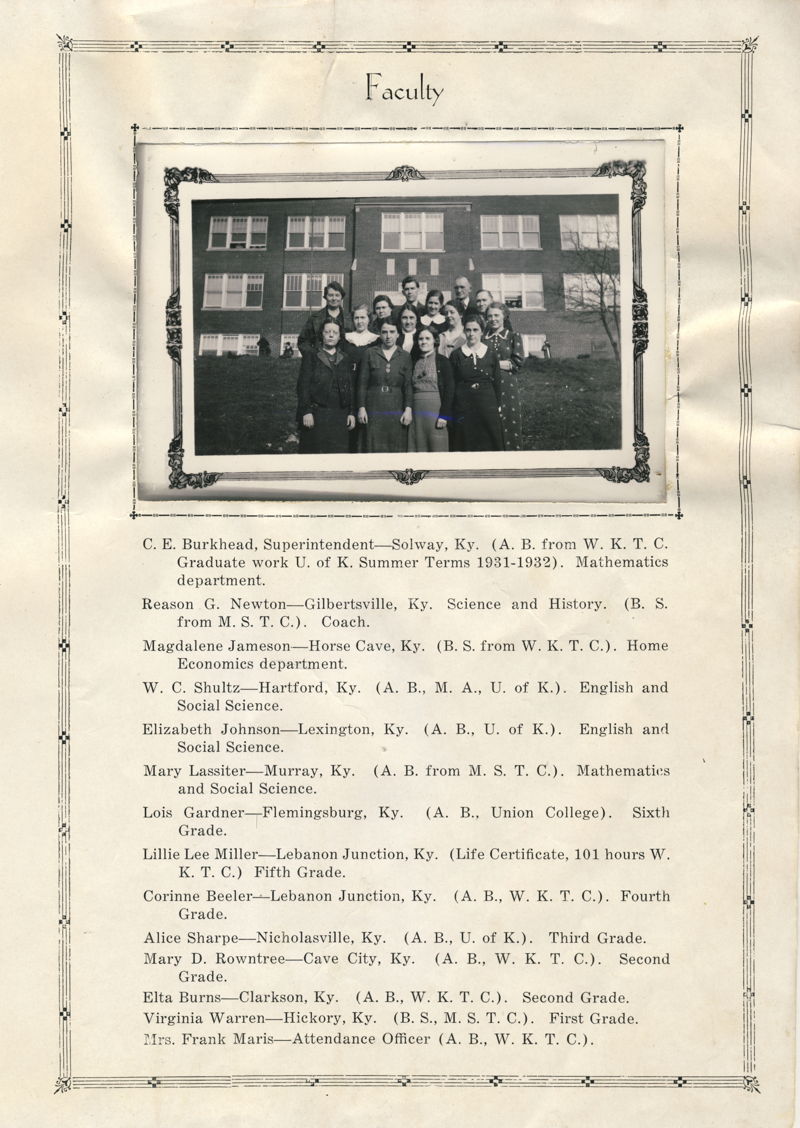 Faculty
C. E. Burkhead, Superintendent—Solway, Ky. (A. B. from W. K. T. C.
Graduate work U. of K. Summer Terms 1931-1932). Mathematics
department.
Reason G. Newton—Gilbertsville, Ky. Science and History. (B. S.
from M. S. T. C.). Coach.
Magdalene Jameson—Horse Cave, Ky. (B. S. from W. K. T. C.). Home
Economics department.
W. C. Shultz—Hartford, Ky. (A. B., M. A., U. of K.). English and
Social Science.
Elizabeth Johnson—Lexington, Ky. (A. B., U. of K.). English and
Social Science.
Mary Lassiter—Murray, Ky. (A. B. from M. S. T. C.). Mathematics
and Social Science.
Lois Gardner—Flemingsburg, Ky. (A. B., Union College). Sixth
Grade.
Lillie Lee Miller—Lebanon Junction, Ky. (Life Certificate, 101 hours W.
K. T. C.) Fifth Grade.
Corinne Beeler—Lebanon Junction, Ky. (A. B., W. K. T. C.). Fourth
Grade.
Alice Sharpe—Nicholasville, Ky. (A. B., U. of K.). Third Grade.
Mary D. Rowntree—Cave City, Ky. (A. B., W. K. T. C.). Second
Grade.
Elta Burns—Clarkson, Ky. (A. B., W. K. T. C.). Second Grade.
Virginia Warren—Hickory, Ky. (B. S., M. S. T. C.). First Grade.
Mrs. Frank Maris—Attendance Officer (A. B., W. K. T. C.).